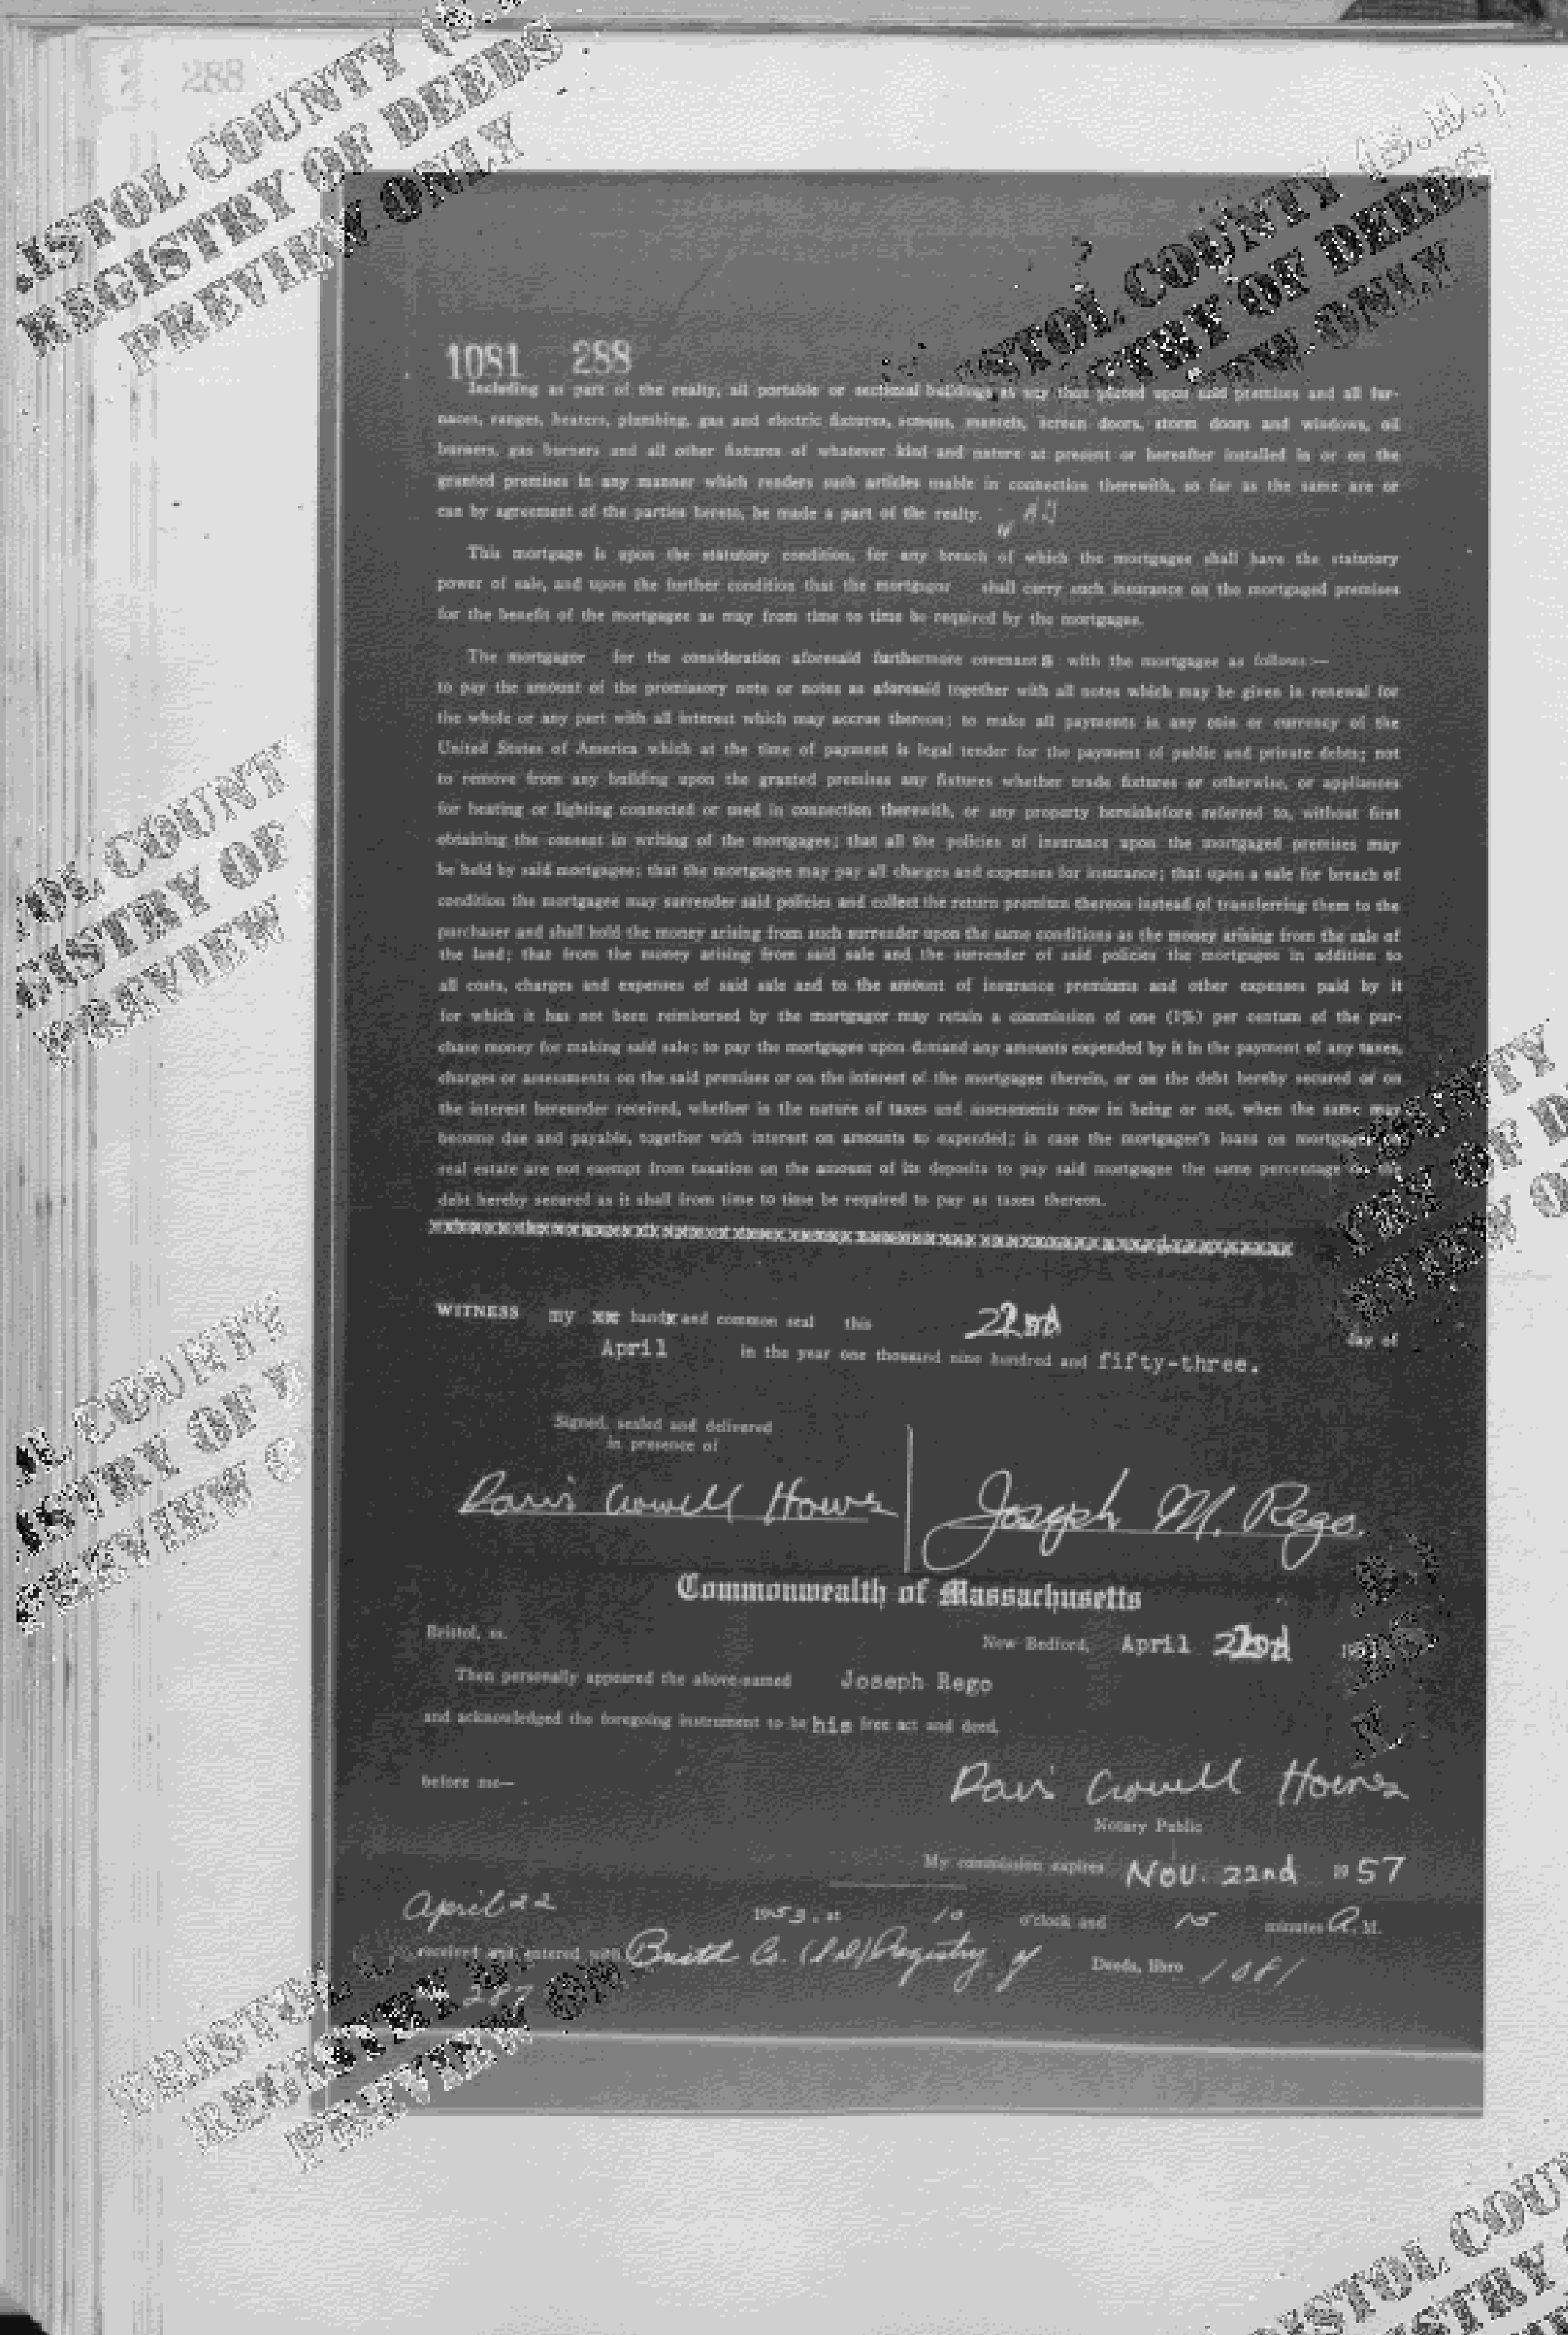 288
1081 288
Including as part of the realty, all portable or sectional buildings at any time placed upon said premises and all fur-
naces, ranges, heaters, plumbing, gas and electric fixtures, screens, mantels, screen doors, storm doors and windows, oil
burners, gas burners and all other fixtures of whatever kind and nature at present or hereafter installed in or on the
granted premises in any manner which renders such articles usable in connection therewith, so far as the same are or
can by agreement of the parties hereto, be made a part of the realty.
This mortgage is upon the statutory condition, for any breach of which the mortgagee shall have the statutory
power of sale, and upon the further condition that the mortgagor shall carry such insurance on the mortgaged premises
for the benefit of the mortgagee as may from time to time be required by the mortgagee.
The mortgagor for the consideration aforesaid furthermore covenant s with the mortgagee as follows:—
to pay the amount of the promissory note or notes as aforesaid together with all notes which may be given in renewal for
the whole or any part with all interest which may accrue thereon; to make all payments in any coin or currency of the
United States of America which at the time of payment is legal tender for the payment of public and private debts; not
to remove from any building upon the granted premises any fixtures whether trade fixtures or otherwise, or appliances
for heating or lighting connected or used in connection therewith, or any property hereinbefore referred to, without first
obtaining the consent in writing of the mortgagee; that all the policies of insurance upon the mortgaged premises may
be held by said mortgagee; that the mortgagee may pay all charges and expenses for insurance; that upon a sale for breach of
condition the mortgagee may surrender said policies and collect the return premium thereon instead of transferring them to the
purchaser and shall hold the money arising from such surrender upon the same conditions as the money arising from the sale of
the land; that from the money arising from said sale and the surrender of said policies the mortgagee in addition to
all costs, charges and expenses of said sale and to the amount of insurance premiums and other expenses paid by it
for which it has not been reimbursed by the mortgagor may retain a commission of one (1%) per centum of the pur-
chase money for making said sale; to pay the mortgagee upon demand any amounts expended by it in the payment of any taxes,
charges or assessments on the said premises or on the interest of the mortgagee therein, or on the debt hereby secured or on
the interest hereunder received, whether in the nature of taxes and assessments now in being or not, when the same may
become due and payable, together with interest on amounts so expended; in case the mortgagee's loans on mortgages
real estate are not exempt from taxation on the amount of its deposits to pay said mortgagee the same percentage on the
debt hereby secured as it shall from time to time be required to pay as taxes thereon.
WITNESS my hand and common seal this 22nd day of
April in the year one thousand nine hundred and fifty-three.
Signed, sealed and delivered
in presence of
Davis Crowell Howes Joseph M. Rego.
Commonwealth of Massachusetts
Bristol, ss. New Bedford, April 22nd 19
Then personally appeared the above-named Joseph Rego
and acknowledged the foregoing instrument to be his free act and deed,
before me— Davis Crowell Howes
Notary Public
My commission expires Nov. 22nd 1957
April 22 1953, at 10 o'clock and 15 minutes A. M.
received and entered with Bristol Co. (S.D.) Registry of Deeds, libro 1081
287
BRISTOL COUNTY (S.D.)
REGISTRY OF DEEDS
PREVIEW ONLY